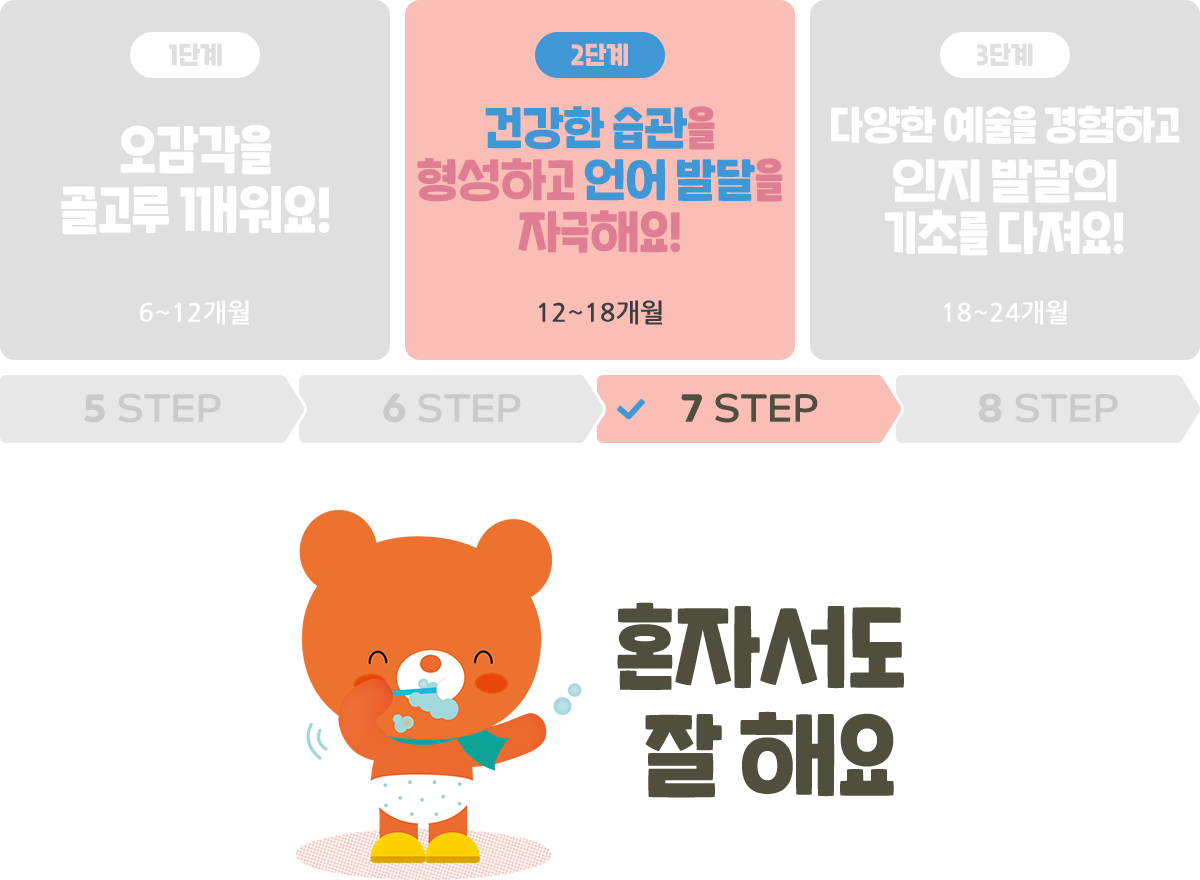 1단계
오감각을
골고루 깨워요!
6~12개월
2단계
건강한 습관을
형성하고 언어 발달을
자극해요!
12~18개월
3단계
다양한 예술을 경험하고
인지 발달의
기초를 다져요!
18~24개월
5 STEP
6 STEP
7 STEP
8 STEP
혼자서도
잘 해요